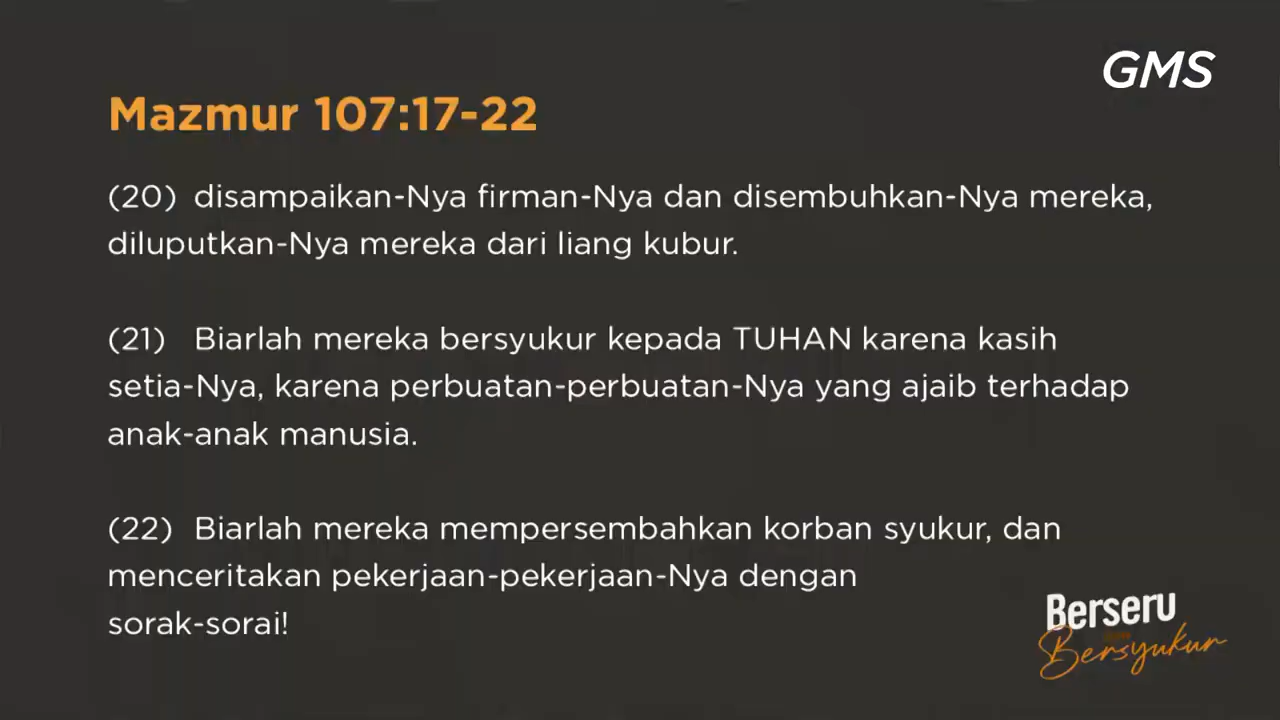 GMS
Mazmur 107:17-22
(20) disampaikan-Nya firman-Nya dan disembuhkan-Nya mereka,
diluputkan-Nya mereka dari liang kubur.
(21) Biarlah mereka bersyukur kepada TUHAN karena kasih
setia-Nya, karena perbuatan-perbuatan-Nya yang ajaib terhadap
anak-anak manusia.
(22) Biarlah mereka mempersembahkan korban syukur, dan
menceritakan pekerjaan-pekerjaan-Nya dengan
sorak-sorai!
Berseru
Bersyukur